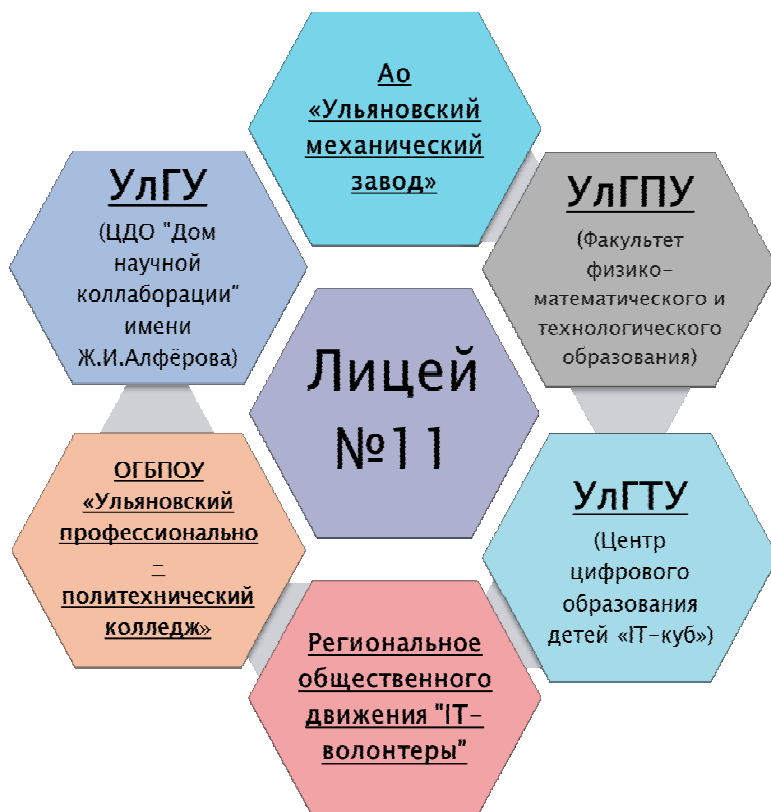 Ао
«Ульяновский
механический
завод»
УлГУ
(ЦДО "Дом
научной
коллаборации"
имени
Ж.И.Алфёрова)
УлГПУ
(Факультет
физико-
математического и
технологического
образования)
Лицей
№11
ОГБПОУ
«Ульяновский
профессионально
–
политехнический
колледж»
УлГТУ
(Центр
цифрового
образования
детей «IT-куб»)
Региональное
общественного
движения "IT-
волонтеры"